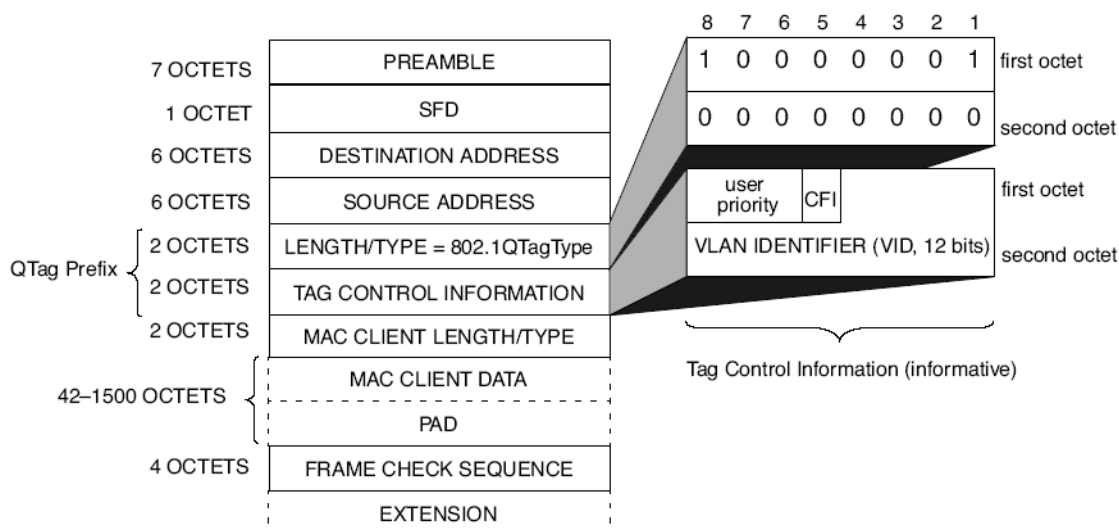 8 7 6 5 4 3 2 1
7 OCTETS PREAMBLE 1 0 0 0 0 0 0 1 first octet
1 OCTET SFD 0 0 0 0 0 0 0 0 second octet
6 OCTETS DESTINATION ADDRESS
6 OCTETS SOURCE ADDRESS user priority CFI first octet
QTag Prefix 2 OCTETS LENGTH/TYPE = 802.1QTagType VLAN IDENTIFIER (VID, 12 bits) second octet
2 OCTETS TAG CONTROL INFORMATION
2 OCTETS MAC CLIENT LENGTH/TYPE
Tag Control Information (informative)
42–1500 OCTETS MAC CLIENT DATA
PAD
4 OCTETS FRAME CHECK SEQUENCE
EXTENSION